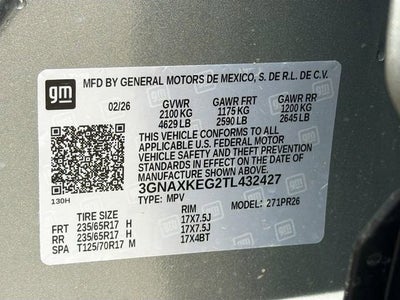 gm
MFD BY GENERAL MOTORS DE MEXICO, S. DE R.L. DE C.V.
02/26 GVWR GAWR FRT GAWR RR
2100 KG 1175 KG 1200 KG
4629 LB 2590 LB 2645 LB
THIS VEHICLE CONFORMS TO ALL
APPLICABLE U.S. FEDERAL MOTOR
VEHICLE SAFETY BUMPER, AND THEFT
PREVENTION STANDARDS IN EFFECT
ON THE DATE OF MANUFACTURE
SHOWN ABOVE.
3GNAXKEG2TL432427
TYPE: MPV 271PR26
130H
TIRE SIZE RIM
FRT 235/65R17 H 17X7.5J
RR 235/65R17 H 17X7.5J
SPA T125/70R17 M 17X4BT